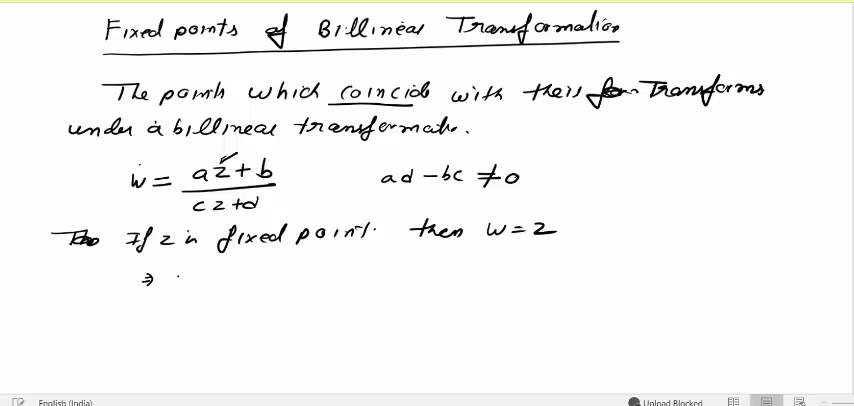 Fixed points of Billinear Transformation
The points which coincide with their Transforms
under a billinear transformation.
w = az+b / cz+d ad - bc ≠ 0
If z is fixed point. then w = z
⇒
English (India) Upload Blocked